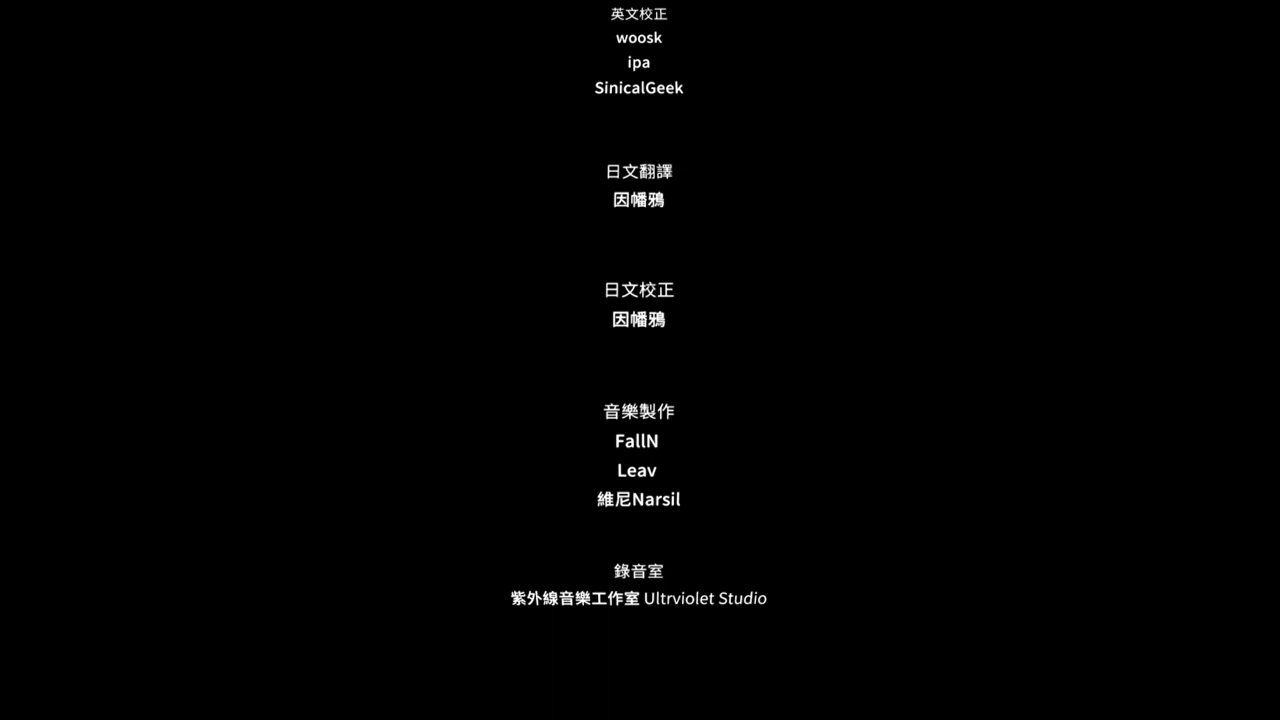 英文校正
woosk
ipa
SinicalGeek
日文翻譯
因幡鴉
日文校正
因幡鴉
音樂製作
FallN
Leav
維尼Narsil
錄音室
紫外線音樂工作室 Ultrviolet Studio